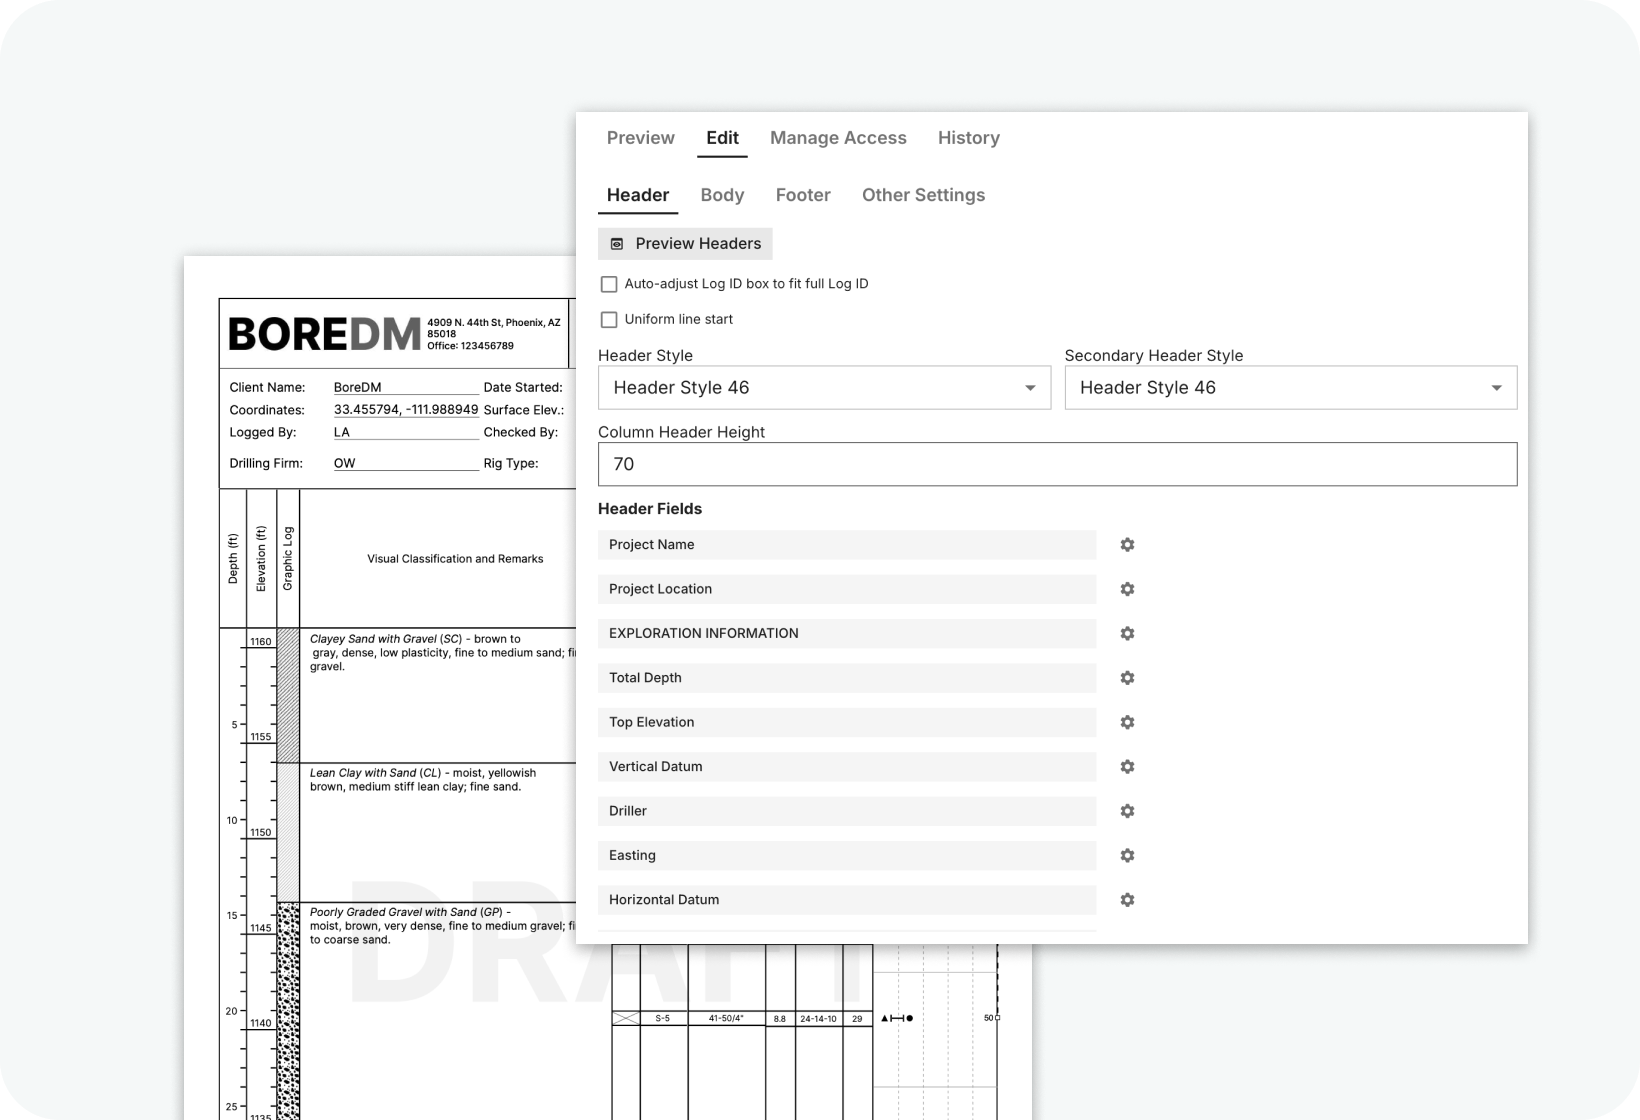 Preview Edit Manage Access History
Header Body Footer Other Settings
Preview Headers
Auto-adjust Log ID box to fit full Log ID
Uniform line start
Header Style Secondary Header Style
Header Style 46 Header Style 46
Column Header Height
70
Header Fields
Project Name
Project Location
EXPLORATION INFORMATION
Total Depth
Top Elevation
Vertical Datum
Driller
Easting
Horizontal Datum
BOREDM
4909 N. 44th St, Phoenix, AZ
85018
Office: 123456789
Client Name: BoreDM Date Started:
Coordinates: 33.455794, -111.988949 Surface Elev.:
Logged By: LA Checked By:
Drilling Firm: OW Rig Type:
Depth (ft)
Elevation (ft)
Graphic Log
Visual Classification and Remarks
1160
Clayey Sand with Gravel (SC) - brown to
gray, dense, low plasticity, fine to medium sand;
gravel.
5
1155
Lean Clay with Sand (CL) - moist, yellowish
brown, medium stiff lean clay; fine sand.
10
1150
15
Poorly Graded Gravel with Sand (GP) -
moist, brown, very dense, fine to medium gravel;
to coarse sand.
1145
DRAFT
20
1140
S-5 41-50/4" 8.8 24-14-10 29 50
25
1135